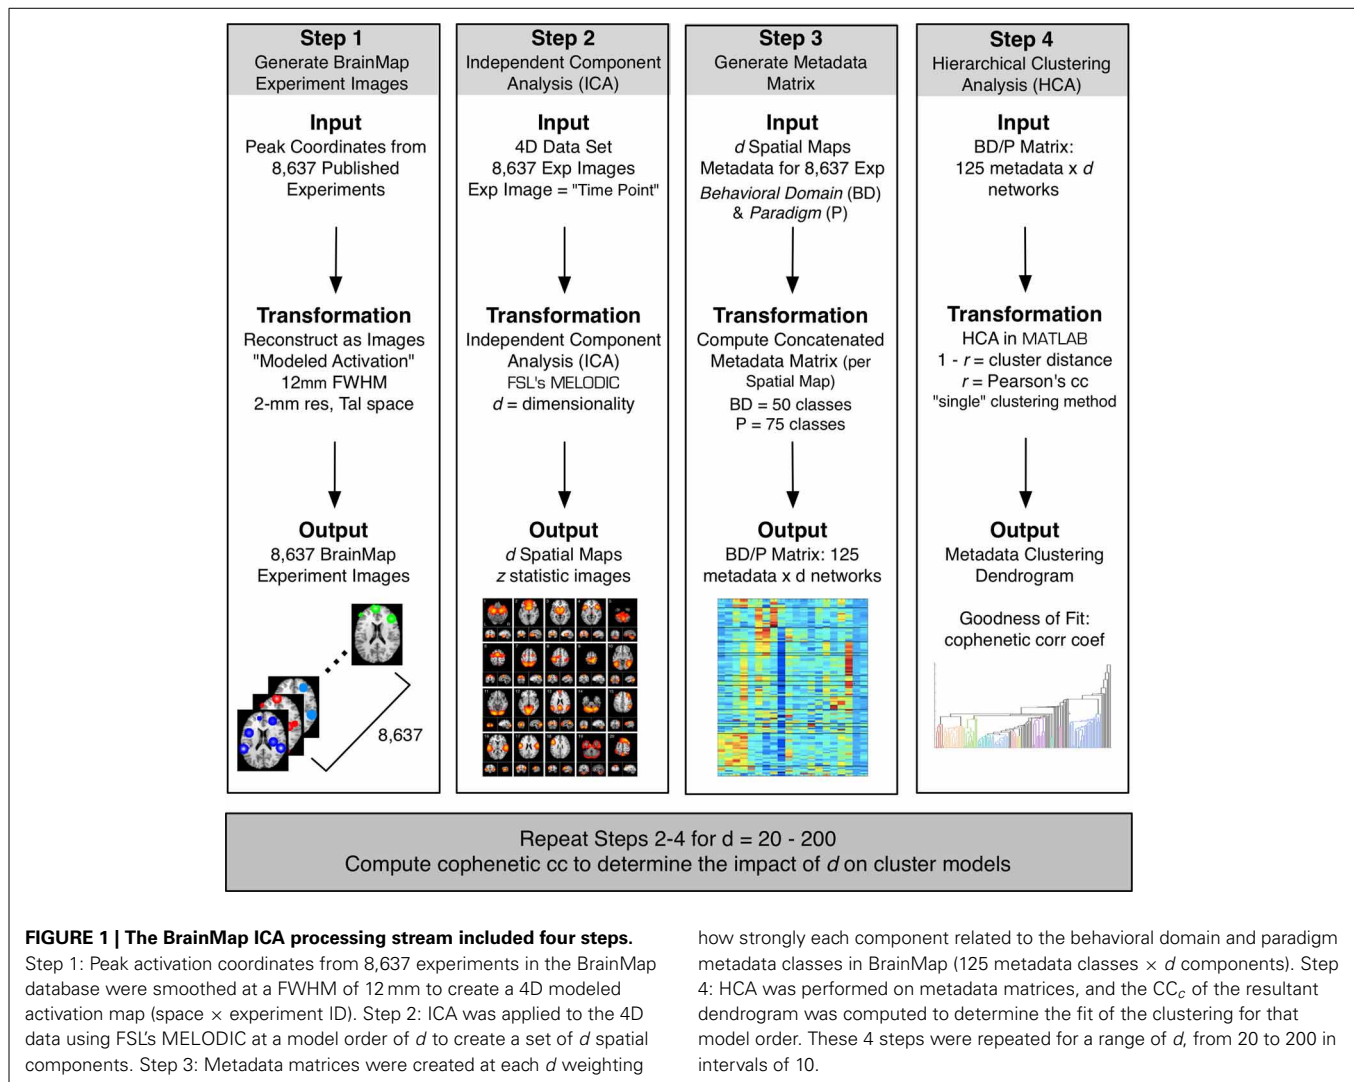 Step 1
Generate BrainMap
Experiment Images
Input
Peak Coordinates from
8,637 Published
Experiments
Transformation
Reconstruct as Images
"Modeled Activation"
12mm FWHM
2-mm res, Tal space
Output
8,637 BrainMap
Experiment Images
8,637
Step 2
Independent Component
Analysis (ICA)
Input
4D Data Set
8,637 Exp Images
Exp Image = "Time Point"
Transformation
Independent Component
Analysis (ICA)
FSL's MELODIC
d = dimensionality
Output
d Spatial Maps
z statistic images
Step 3
Generate Metadata
Matrix
Input
d Spatial Maps
Metadata for 8,637 Exp
Behavioral Domain (BD)
& Paradigm (P)
Transformation
Compute Concatenated
Metadata Matrix (per
Spatial Map)
BD = 50 classes
P = 75 classes
Output
BD/P Matrix: 125
metadata x d networks
Step 4
Hierarchical Clustering
Analysis (HCA)
Input
BD/P Matrix:
125 metadata x d
networks
Transformation
HCA in MATLAB
1 - r = cluster distance
r = Pearson's cc
"single" clustering method
Output
Metadata Clustering
Dendrogram
Goodness of Fit:
cophenetic corr coef
Repeat Steps 2-4 for d = 20 - 200
Compute cophenetic cc to determine the impact of d on cluster models
FIGURE 1 | The BrainMap ICA processing stream included four steps.
Step 1: Peak activation coordinates from 8,637 experiments in the BrainMap
database were smoothed at a FWHM of 12 mm to create a 4D modeled
activation map (space × experiment ID). Step 2: ICA was applied to the 4D
data using FSL's MELODIC at a model order of d to create a set of d spatial
components. Step 3: Metadata matrices were created at each d weighting
how strongly each component related to the behavioral domain and paradigm
metadata classes in BrainMap (125 metadata classes × d components). Step
4: HCA was performed on metadata matrices, and the CCc of the resultant
dendrogram was computed to determine the fit of the clustering for that
model order. These 4 steps were repeated for a range of d, from 20 to 200 in
intervals of 10.